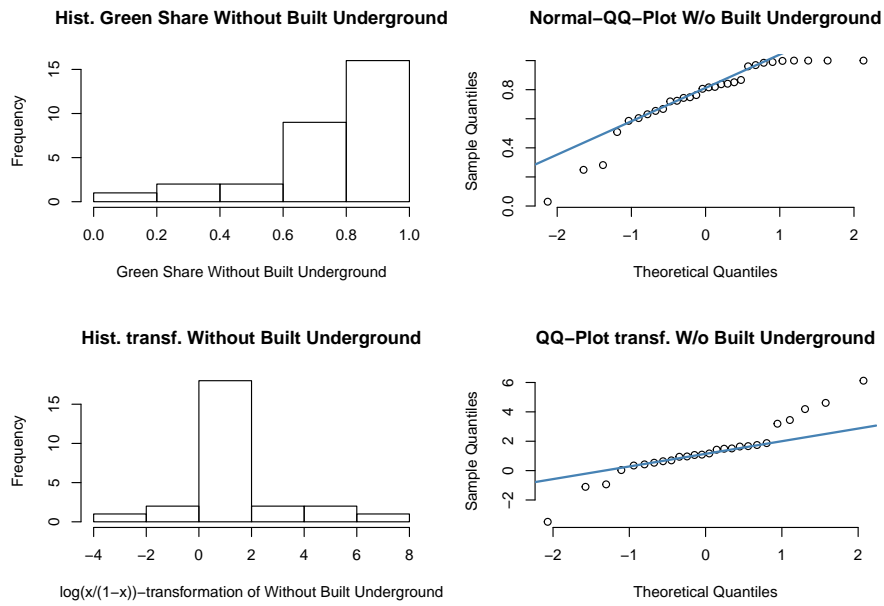 Hist. Green Share Without Built Underground
Frequency
0 5 10 15
0.0 0.2 0.4 0.6 0.8 1.0
Green Share Without Built Underground
Normal−QQ−Plot W/o Built Underground
Sample Quantiles
0.0 0.4 0.8
−2 −1 0 1 2
Theoretical Quantiles
Hist. transf. Without Built Underground
Frequency
0 5 10 15
−4 −2 0 2 4 6 8
log(x/(1−x))−transformation of Without Built Underground
QQ−Plot transf. W/o Built Underground
Sample Quantiles
−2 0 2 4 6
−2 −1 0 1 2
Theoretical Quantiles